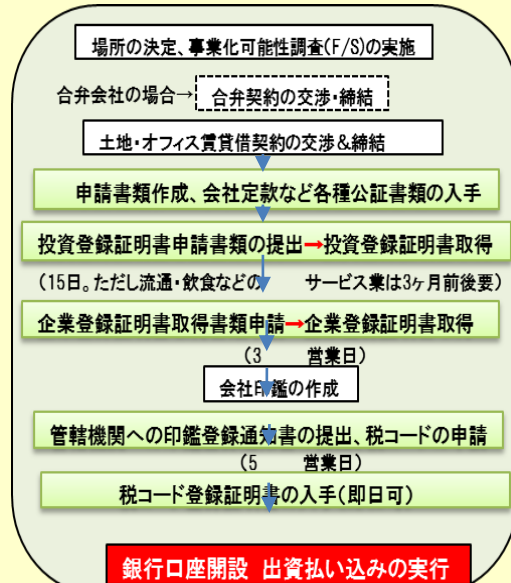 場所の決定、事業化可能性調査(F/S)の実施
合弁会社の場合→ 合弁契約の交渉・締結
土地・オフィス賃貸借契約の交渉＆締結
申請書類作成、会社定款など各種公証書類の入手
投資登録証明書申請書類の提出→投資登録証明書取得
(15日。ただし流通・飲食などの サービス業は3ヶ月前後要)
企業登録証明書取得書類申請→企業登録証明書取得
(3 営業日)
会社印鑑の作成
管轄機関への印鑑登録通知書の提出、税コードの申請
(5 営業日)
税コード登録証明書の入手(即日可)
銀行口座開設 出資払い込みの実行